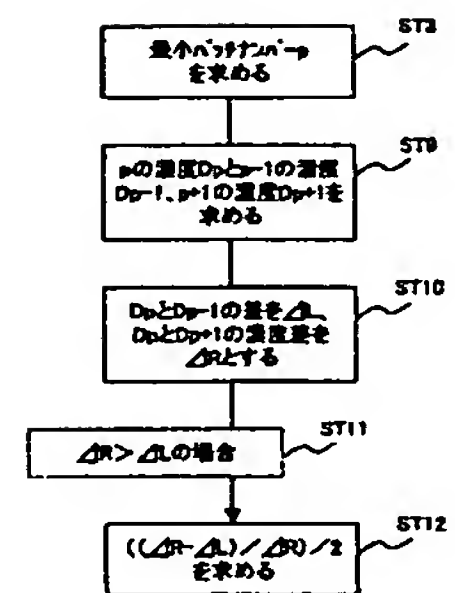 ST8
最小パッチナンバーp
を求める
ST9
pの濃度Dpとp-1の濃度
Dp-1、p+1の濃度Dp+1を
求める
ST10
DpとDp-1の差を⊿L、
DpとDp+1の濃度差を
⊿Rとする
ST11
⊿R＞⊿Lの場合
ST12
((⊿R-⊿L)／⊿R)／2
を求める